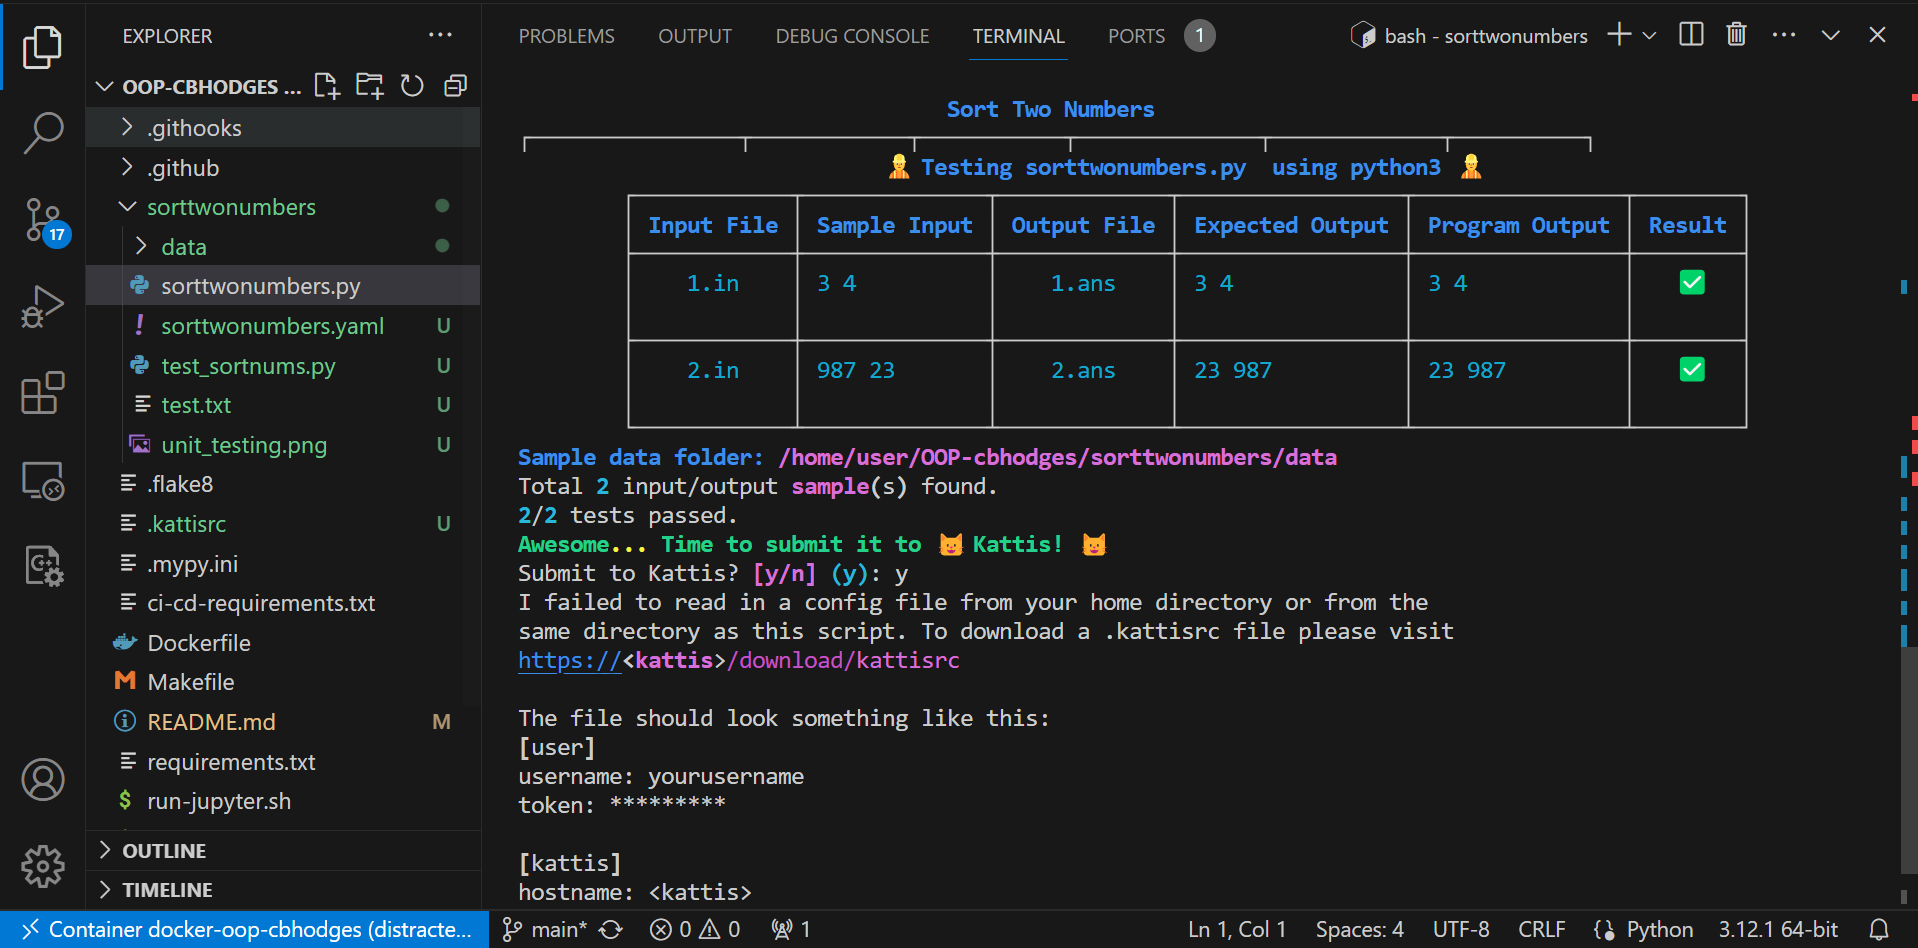 EXPLORER
OOP-CBHODGES ...
.githooks
.github
sorttwonumbers
data
sorttwonumbers.py
sorttwonumbers.yaml U
test_sortnums.py U
test.txt U
unit_testing.png U
.flake8
.kattisrc U
.mypy.ini
ci-cd-requirements.txt
Dockerfile
Makefile
README.md M
requirements.txt
run-jupyter.sh
OUTLINE
TIMELINE
17
PROBLEMS OUTPUT DEBUG CONSOLE TERMINAL PORTS 1
bash - sorttwonumbers
Sort Two Numbers
Testing sorttwonumbers.py using python3
Input File Sample Input Output File Expected Output Program Output Result
1.in 3 4 1.ans 3 4 3 4
2.in 987 23 2.ans 23 987 23 987
Sample data folder: /home/user/OOP-cbhodges/sorttwonumbers/data
Total 2 input/output sample(s) found.
2/2 tests passed.
Awesome... Time to submit it to Kattis!
Submit to Kattis? [y/n] (y): y
I failed to read in a config file from your home directory or from the
same directory as this script. To download a .kattisrc file please visit
https://<kattis>/download/kattisrc
The file should look something like this:
[user]
username: yourusername
token: *********
[kattis]
hostname: <kattis>
Container docker-oop-cbhodges (distracte... main* 0 0 1 Ln 1, Col 1 Spaces: 4 UTF-8 CRLF Python 3.12.1 64-bit